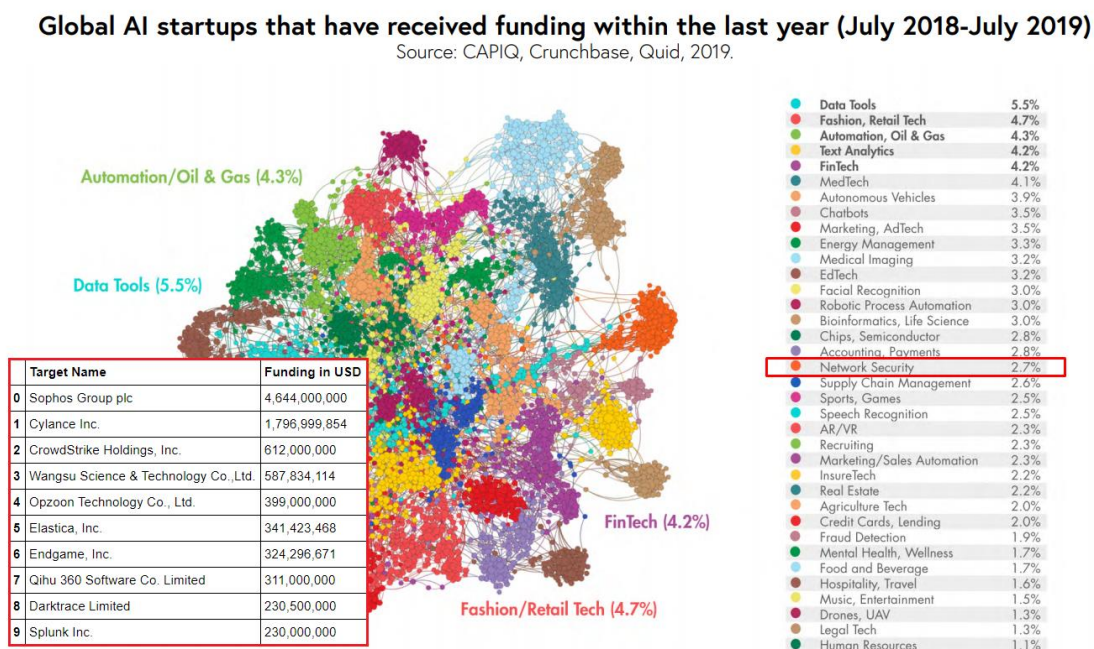 Global AI startups that have received funding within the last year (July 2018-July 2019)
Source: CAPIQ, Crunchbase, Quid, 2019.
Automation/Oil & Gas (4.3%)
Data Tools (5.5%)
FinTech (4.2%)
Fashion/Retail Tech (4.7%)
Target Name Funding in USD
0 Sophos Group plc 4,644,000,000
1 Cylance Inc. 1,796,999,854
2 CrowdStrike Holdings, Inc. 612,000,000
3 Wangsu Science & Technology Co.,Ltd. 587,834,114
4 Opzoon Technology Co., Ltd. 399,000,000
5 Elastica, Inc. 341,423,468
6 Endgame, Inc. 324,296,671
7 Qihu 360 Software Co. Limited 311,000,000
8 Darktrace Limited 230,500,000
9 Splunk Inc. 230,000,000
Data Tools 5.5%
Fashion, Retail Tech 4.7%
Automation, Oil & Gas 4.3%
Text Analytics 4.2%
FinTech 4.2%
MedTech 4.1%
Autonomous Vehicles 3.9%
Chatbots 3.5%
Marketing, AdTech 3.5%
Energy Management 3.3%
Medical Imaging 3.2%
EdTech 3.2%
Facial Recognition 3.0%
Robotic Process Automation 3.0%
Bioinformatics, Life Science 3.0%
Chips, Semiconductor 2.8%
Accounting, Payments 2.8%
Network Security 2.7%
Supply Chain Management 2.6%
Sports, Games 2.5%
Speech Recognition 2.5%
AR/VR 2.3%
Recruiting 2.3%
Marketing/Sales Automation 2.3%
InsureTech 2.2%
Real Estate 2.2%
Agriculture Tech 2.0%
Credit Cards, Lending 2.0%
Fraud Detection 1.9%
Mental Health, Wellness 1.7%
Food and Beverage 1.7%
Hospitality, Travel 1.6%
Music, Entertainment 1.5%
Drones, UAV 1.3%
Legal Tech 1.3%
Human Resources 1.1%